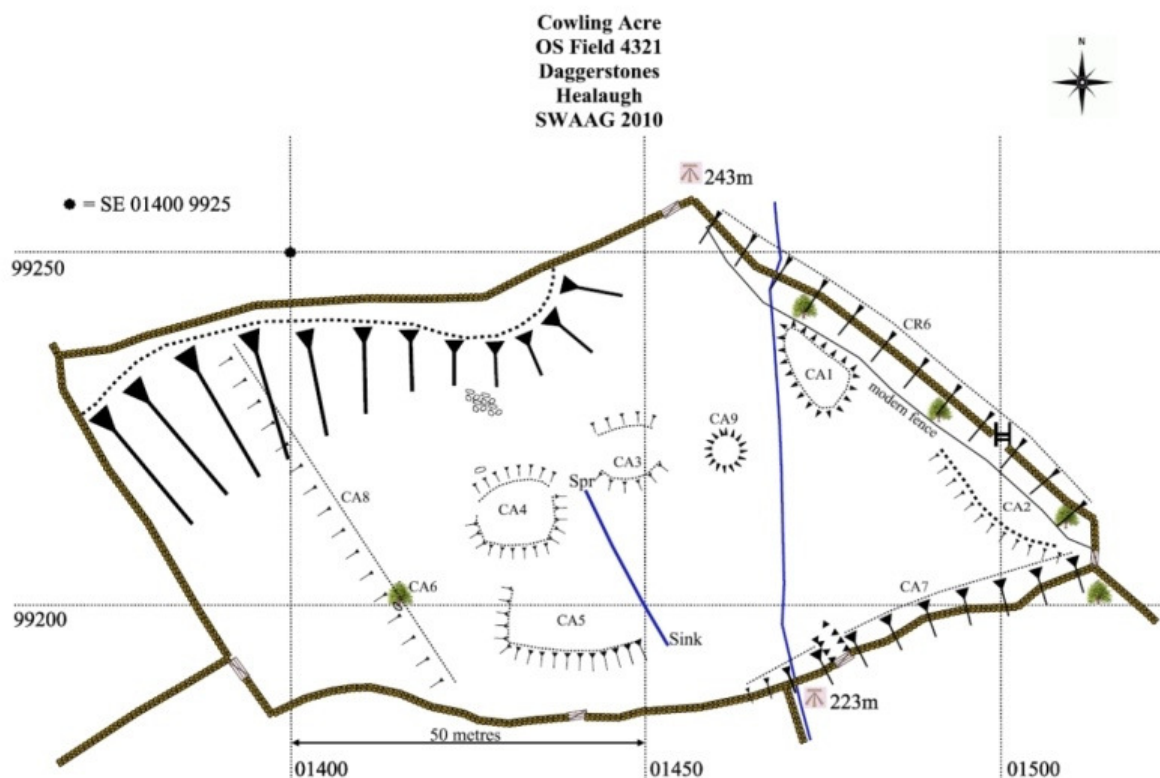 Cowling Acre
OS Field 4321
Daggerstones
Healaugh
SWAAG 2010
N
243m
= SE 01400 9925
99250
CR6
CA1
modern fence
CA9
CA3
Spr
CA8
CA4
CA2
CA6
CA7
99200
CA5
Sink
223m
50 metres
01400
01450
01500